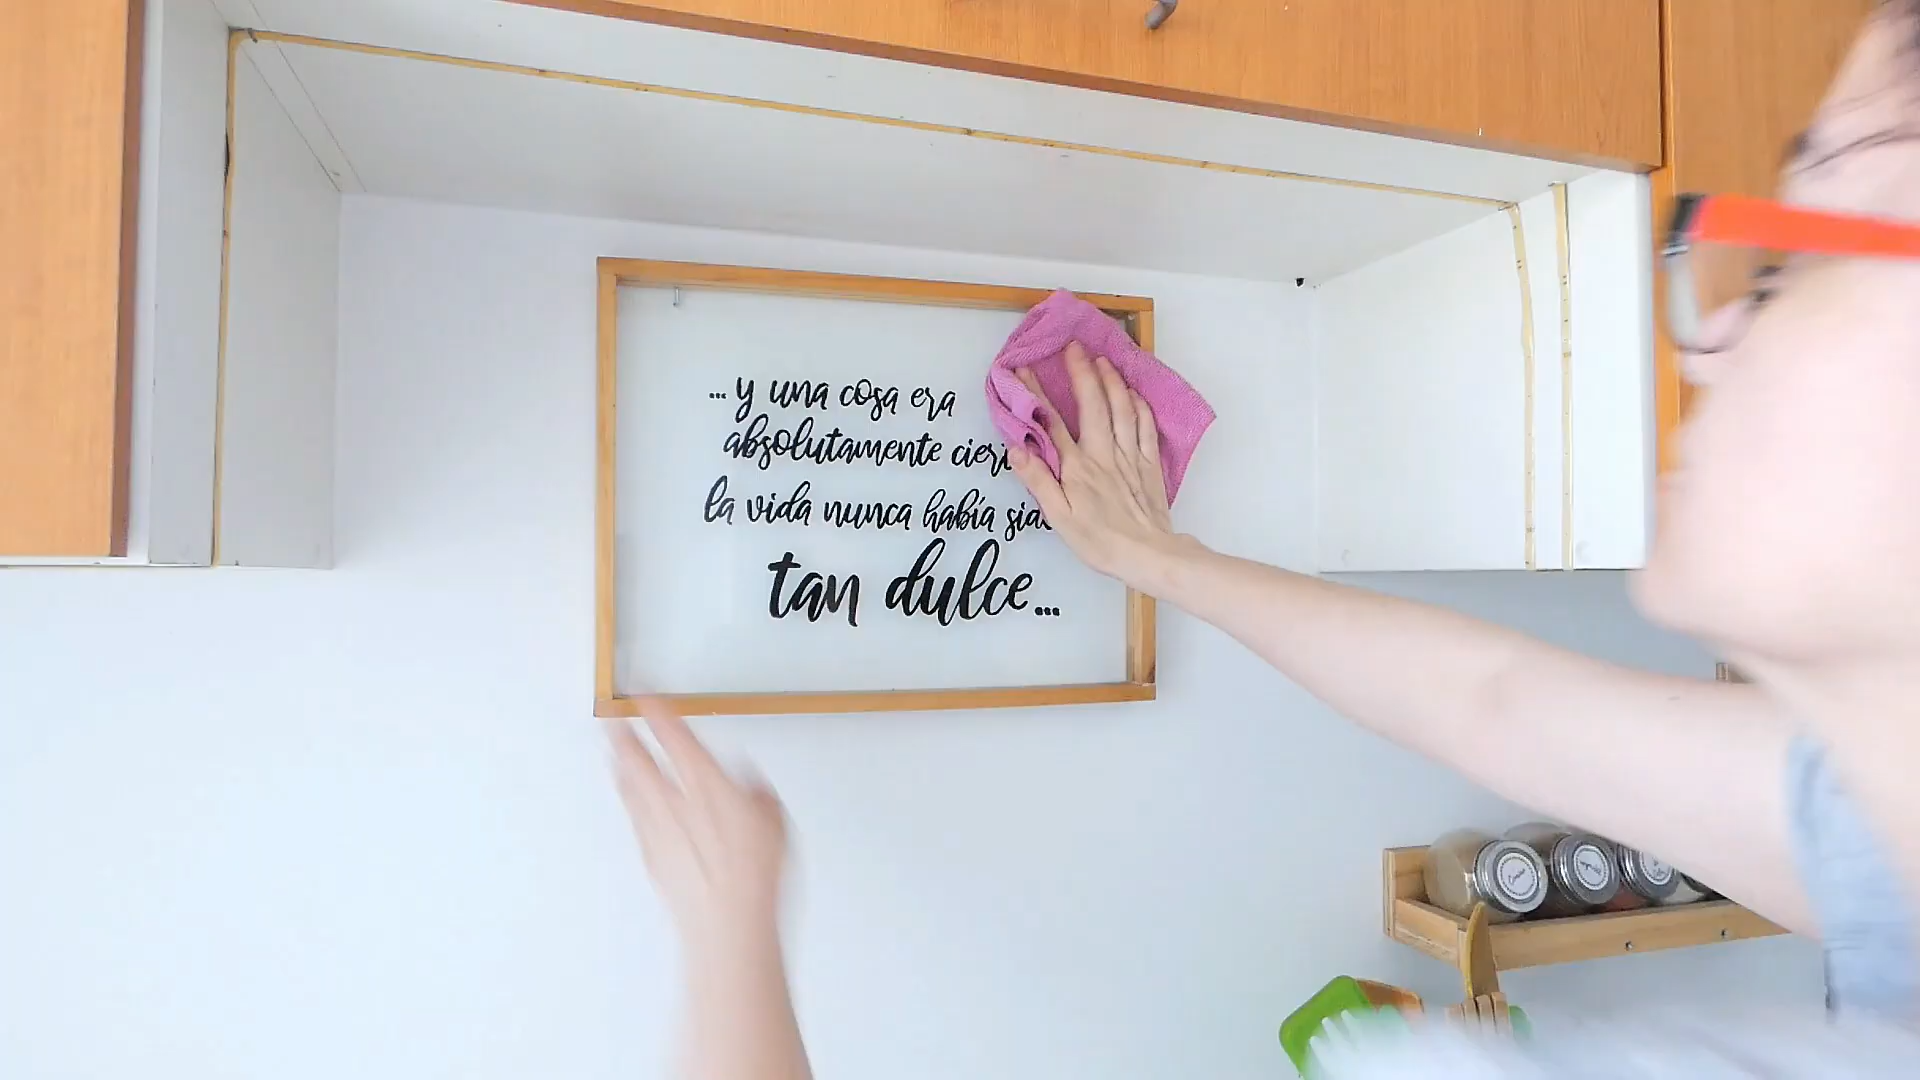 ...y una cosa era
absolutamente
la vida nunca había
tan dulce...